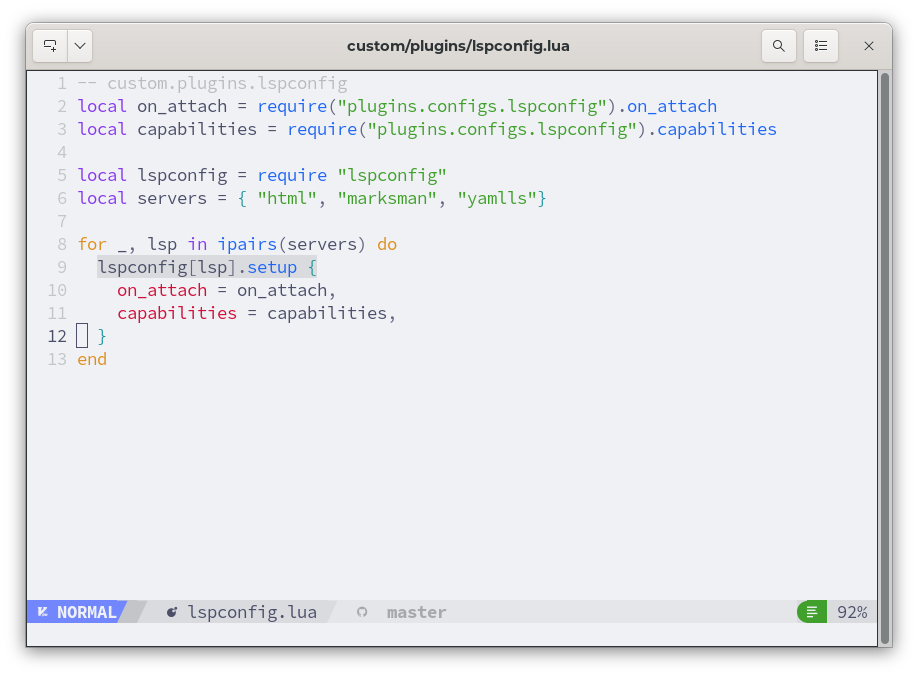 custom/plugins/lspconfig.lua
1 -- custom.plugins.lspconfig
2 local on_attach = require("plugins.configs.lspconfig").on_attach
3 local capabilities = require("plugins.configs.lspconfig").capabilities
4
5 local lspconfig = require "lspconfig"
6 local servers = { "html", "marksman", "yamlls"}
7
8 for _, lsp in ipairs(servers) do
9   lspconfig[lsp].setup {
10     on_attach = on_attach,
11     capabilities = capabilities,
12   }
13 end
NORMAL lspconfig.lua master 92%